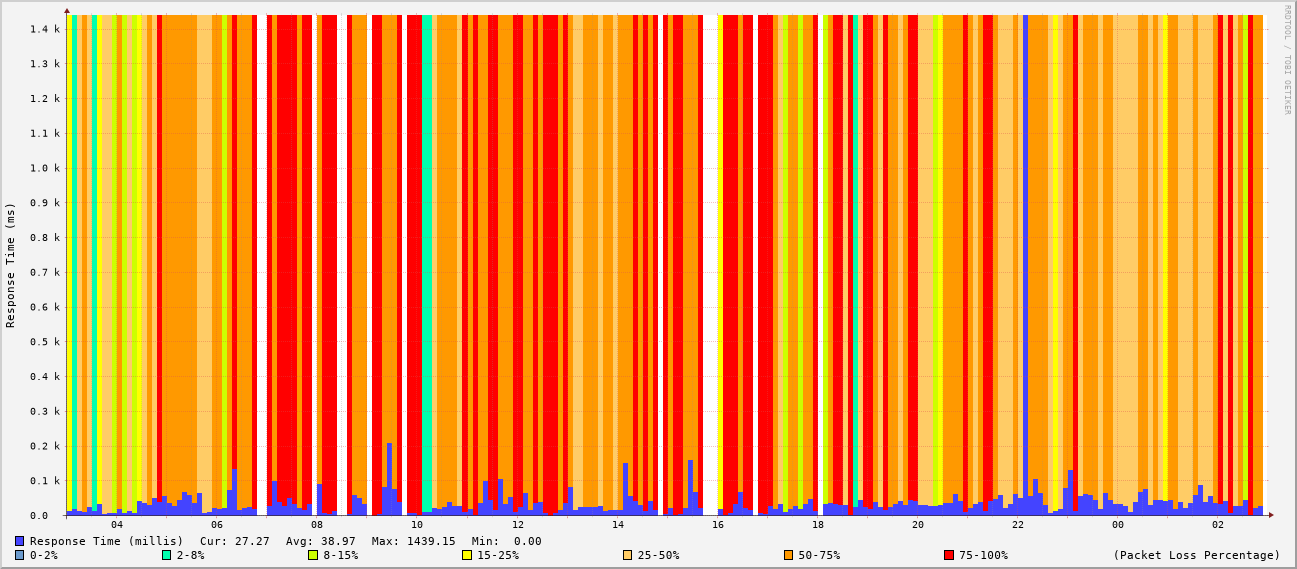 RRDTOOL / TOBI OETIKER
Response Time (ms)
1.4 k
1.3 k
1.2 k
1.1 k
1.0 k
0.9 k
0.8 k
0.7 k
0.6 k
0.5 k
0.4 k
0.3 k
0.2 k
0.1 k
0.0
04 06 08 10 12 14 16 18 20 22 00 02
Response Time (millis) Cur: 27.27 Avg: 38.97 Max: 1439.15 Min: 0.00
0-2% 2-8% 8-15% 15-25% 25-50% 50-75% 75-100% (Packet Loss Percentage)